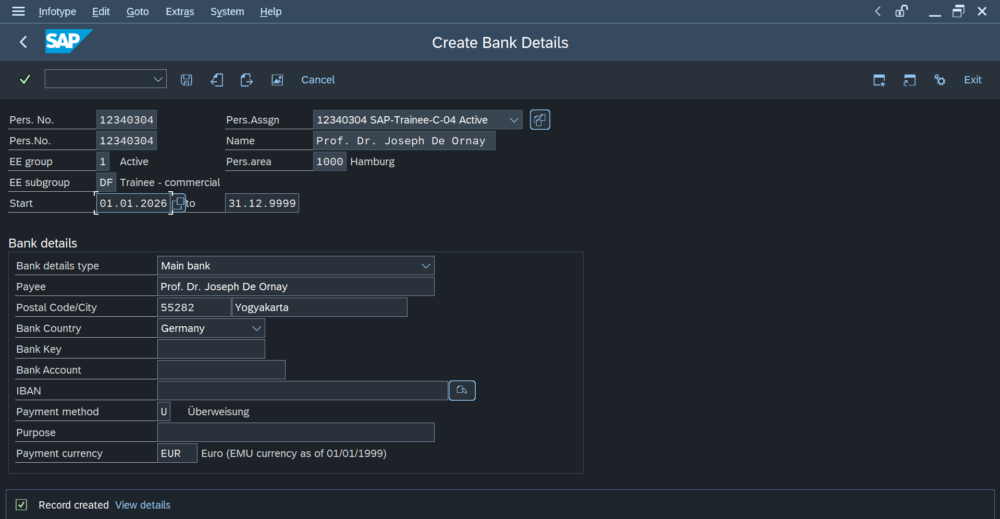 Infotype Edit Goto Extras System Help
SAP Create Bank Details
Cancel Exit
Pers. No. 12340304 Pers.Assgn 12340304 SAP-Trainee-C-04 Active
Pers.No. 12340304 Name Prof. Dr. Joseph De Ornay
EE group 1 Active Pers.area 1000 Hamburg
EE subgroup DF Trainee - commercial
Start 01.01.2026 to 31.12.9999
Bank details
Bank details type Main bank
Payee Prof. Dr. Joseph De Ornay
Postal Code/City 55282 Yogyakarta
Bank Country Germany
Bank Key
Bank Account
IBAN
Payment method U Überweisung
Purpose
Payment currency EUR Euro (EMU currency as of 01/01/1999)
Record created View details